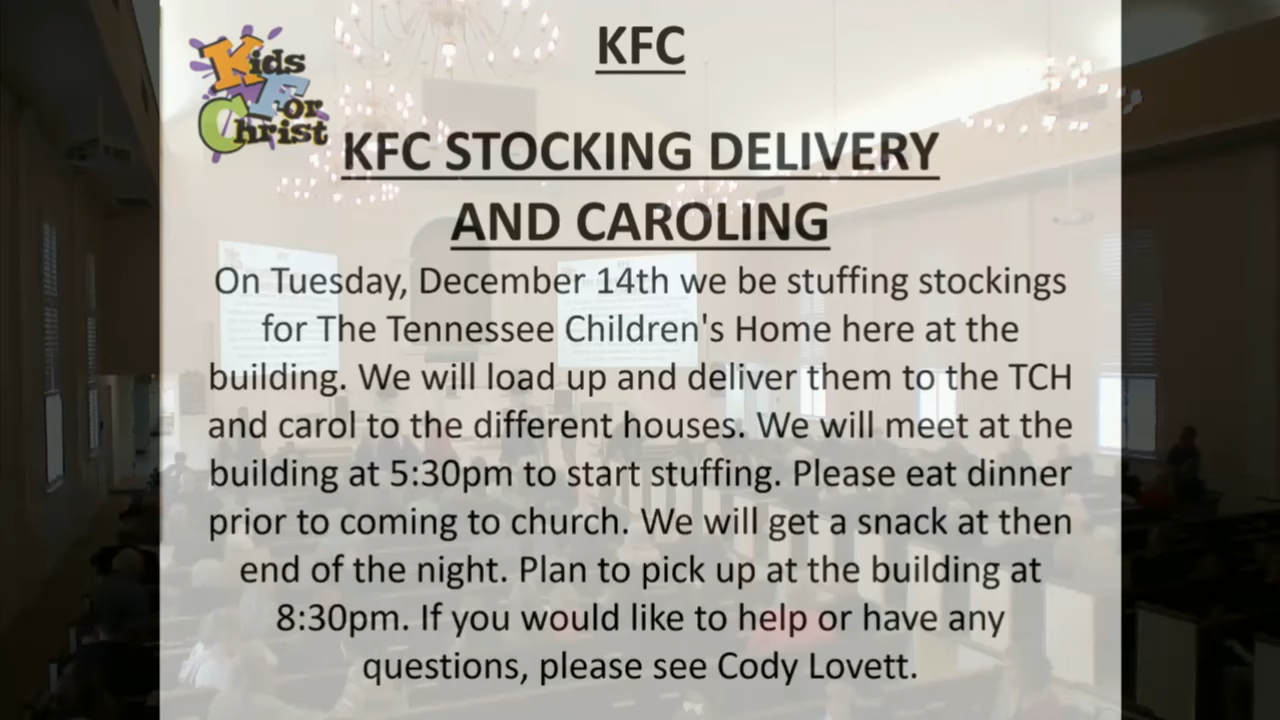 Kids
For
Christ
KFC
KFC STOCKING DELIVERY
AND CAROLING
On Tuesday, December 14th we be stuffing stockings
for The Tennessee Children's Home here at the
building. We will load up and deliver them to the TCH
and carol to the different houses. We will meet at the
building at 5:30pm to start stuffing. Please eat dinner
prior to coming to church. We will get a snack at then
end of the night. Plan to pick up at the building at
8:30pm. If you would like to help or have any
questions, please see Cody Lovett.